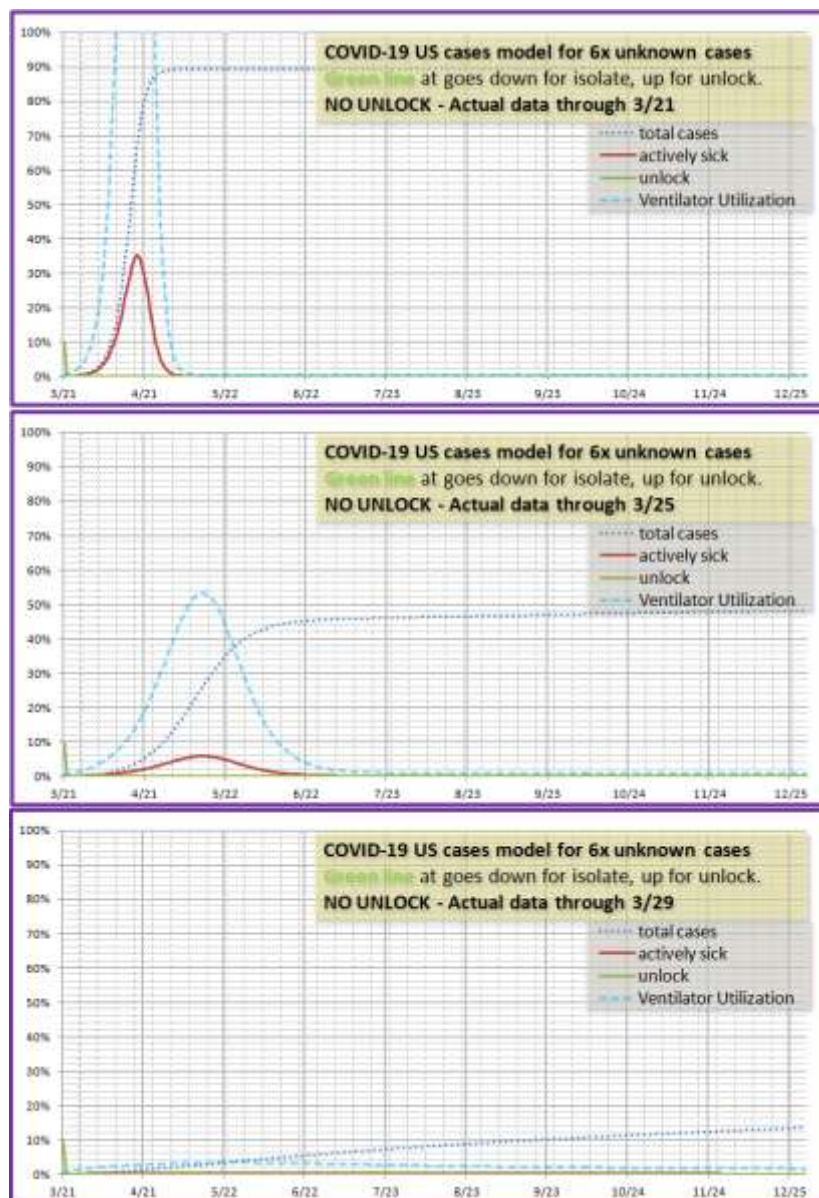 100%
90%
80%
70%
60%
50%
40%
30%
20%
10%
0%
COVID-19 US cases model for 6x unknown cases
Green line at goes down for isolate, up for unlock.
NO UNLOCK - Actual data through 3/21
total cases
actively sick
unlock
Ventilator Utilization
3/21 4/21 5/22 6/22 7/23 8/23 9/23 10/24 11/24 12/25
100%
90%
80%
70%
60%
50%
40%
30%
20%
10%
0%
COVID-19 US cases model for 6x unknown cases
Green line at goes down for isolate, up for unlock.
NO UNLOCK - Actual data through 3/25
total cases
actively sick
unlock
Ventilator Utilization
3/21 4/21 5/22 6/22 7/23 8/23 9/23 10/24 11/24 12/25
100%
90%
80%
70%
60%
50%
40%
30%
20%
10%
0%
COVID-19 US cases model for 6x unknown cases
Green line at goes down for isolate, up for unlock.
NO UNLOCK - Actual data through 3/29
total cases
actively sick
unlock
Ventilator Utilization
3/21 4/21 5/22 6/22 7/23 8/23 9/23 10/24 11/24 12/25